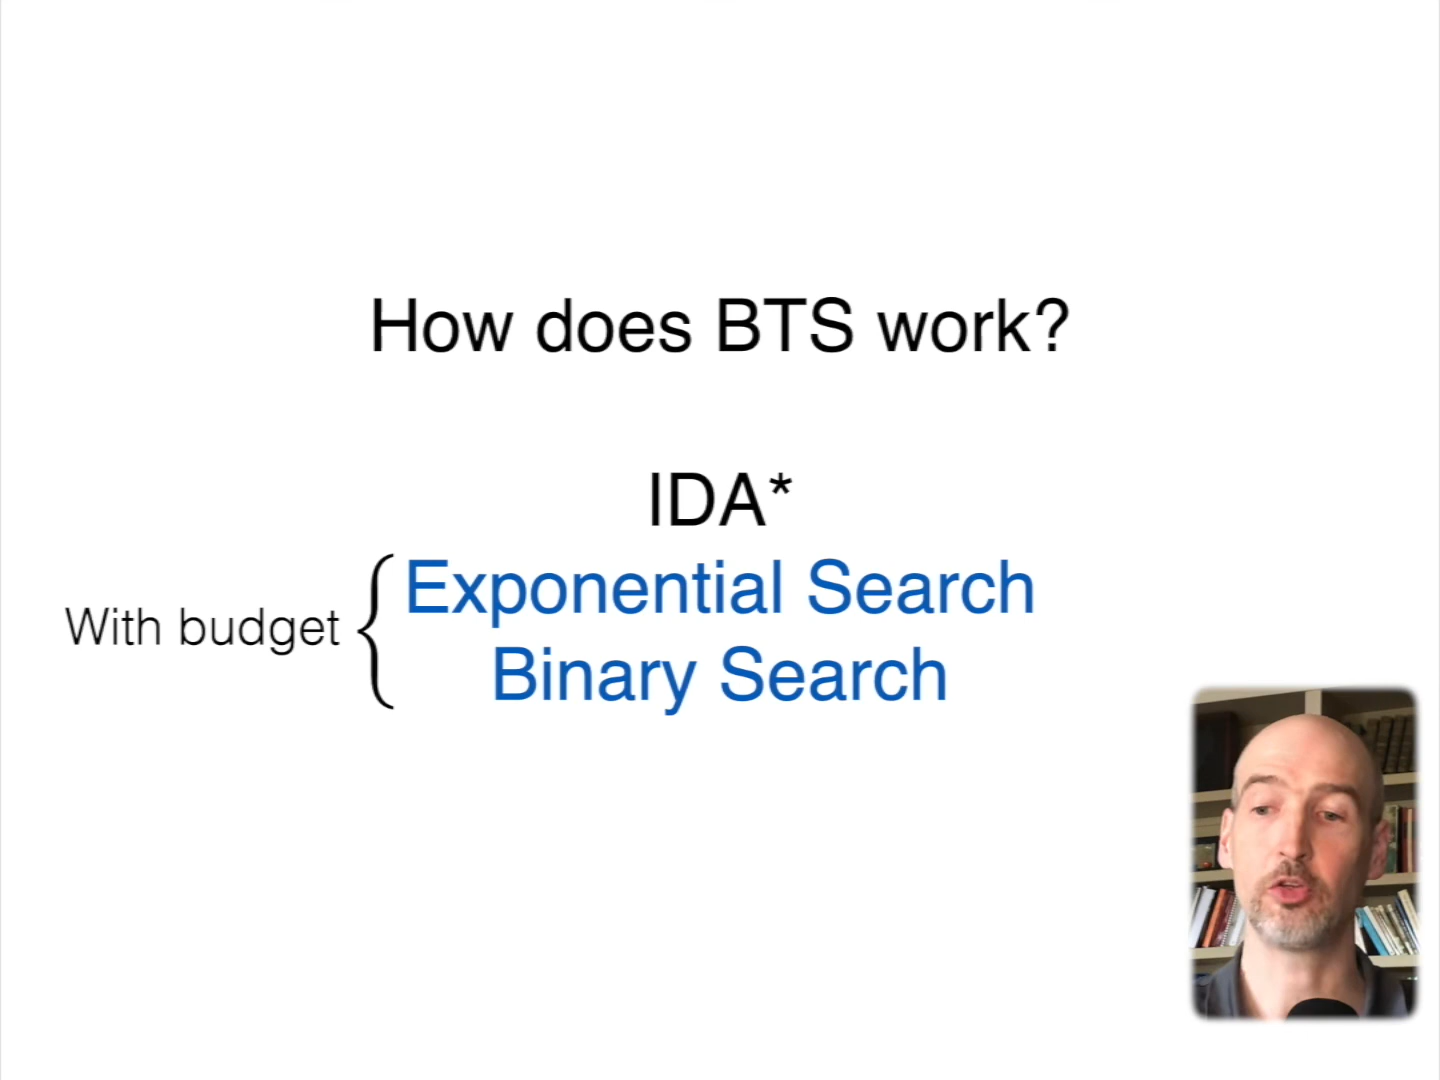 How does BTS work?
IDA*
Exponential Search
With budget
Binary Search